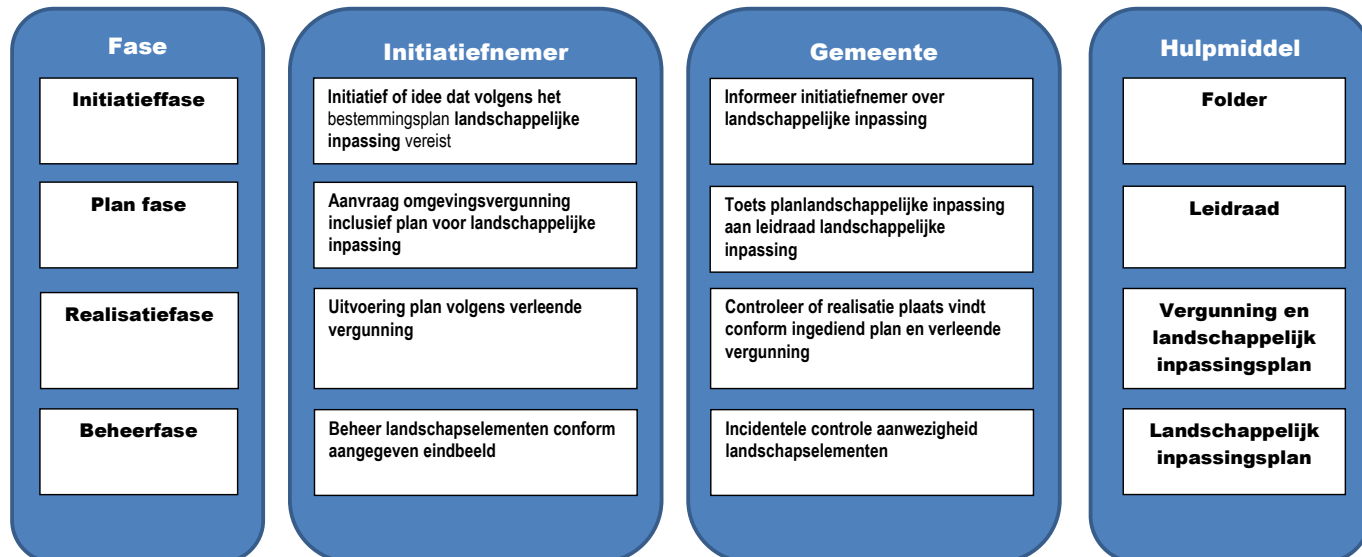 Fase
Initiatieffase
Plan fase
Realisatiefase
Beheerfase
Initiatiefnemer
Initiatief of idee dat volgens het
bestemmingsplan landschappelijke
inpassing vereist
Aanvraag omgevingsvergunning
inclusief plan voor landschappelijke
inpassing
Uitvoering plan volgens verleende
vergunning
Beheer landschapselementen conform
aangegeven eindbeeld
Gemeente
Informeer initiatiefnemer over
landschappelijke inpassing
Toets planlandschappelijke inpassing
aan leidraad landschappelijke
inpassing
Controleer of realisatie plaats vindt
conform ingediend plan en verleende
vergunning
Incidentele controle aanwezigheid
landschapselementen
Hulpmiddel
Folder
Leidraad
Vergunning en
landschappelijk
inpassingsplan
Landschappelijk
inpassingsplan